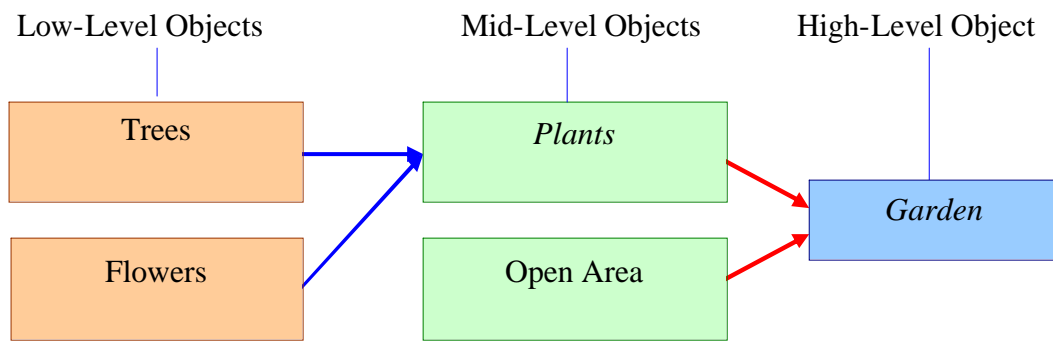 Low-Level Objects
Mid-Level Objects
High-Level Object
Trees
Plants
Garden
Flowers
Open Area